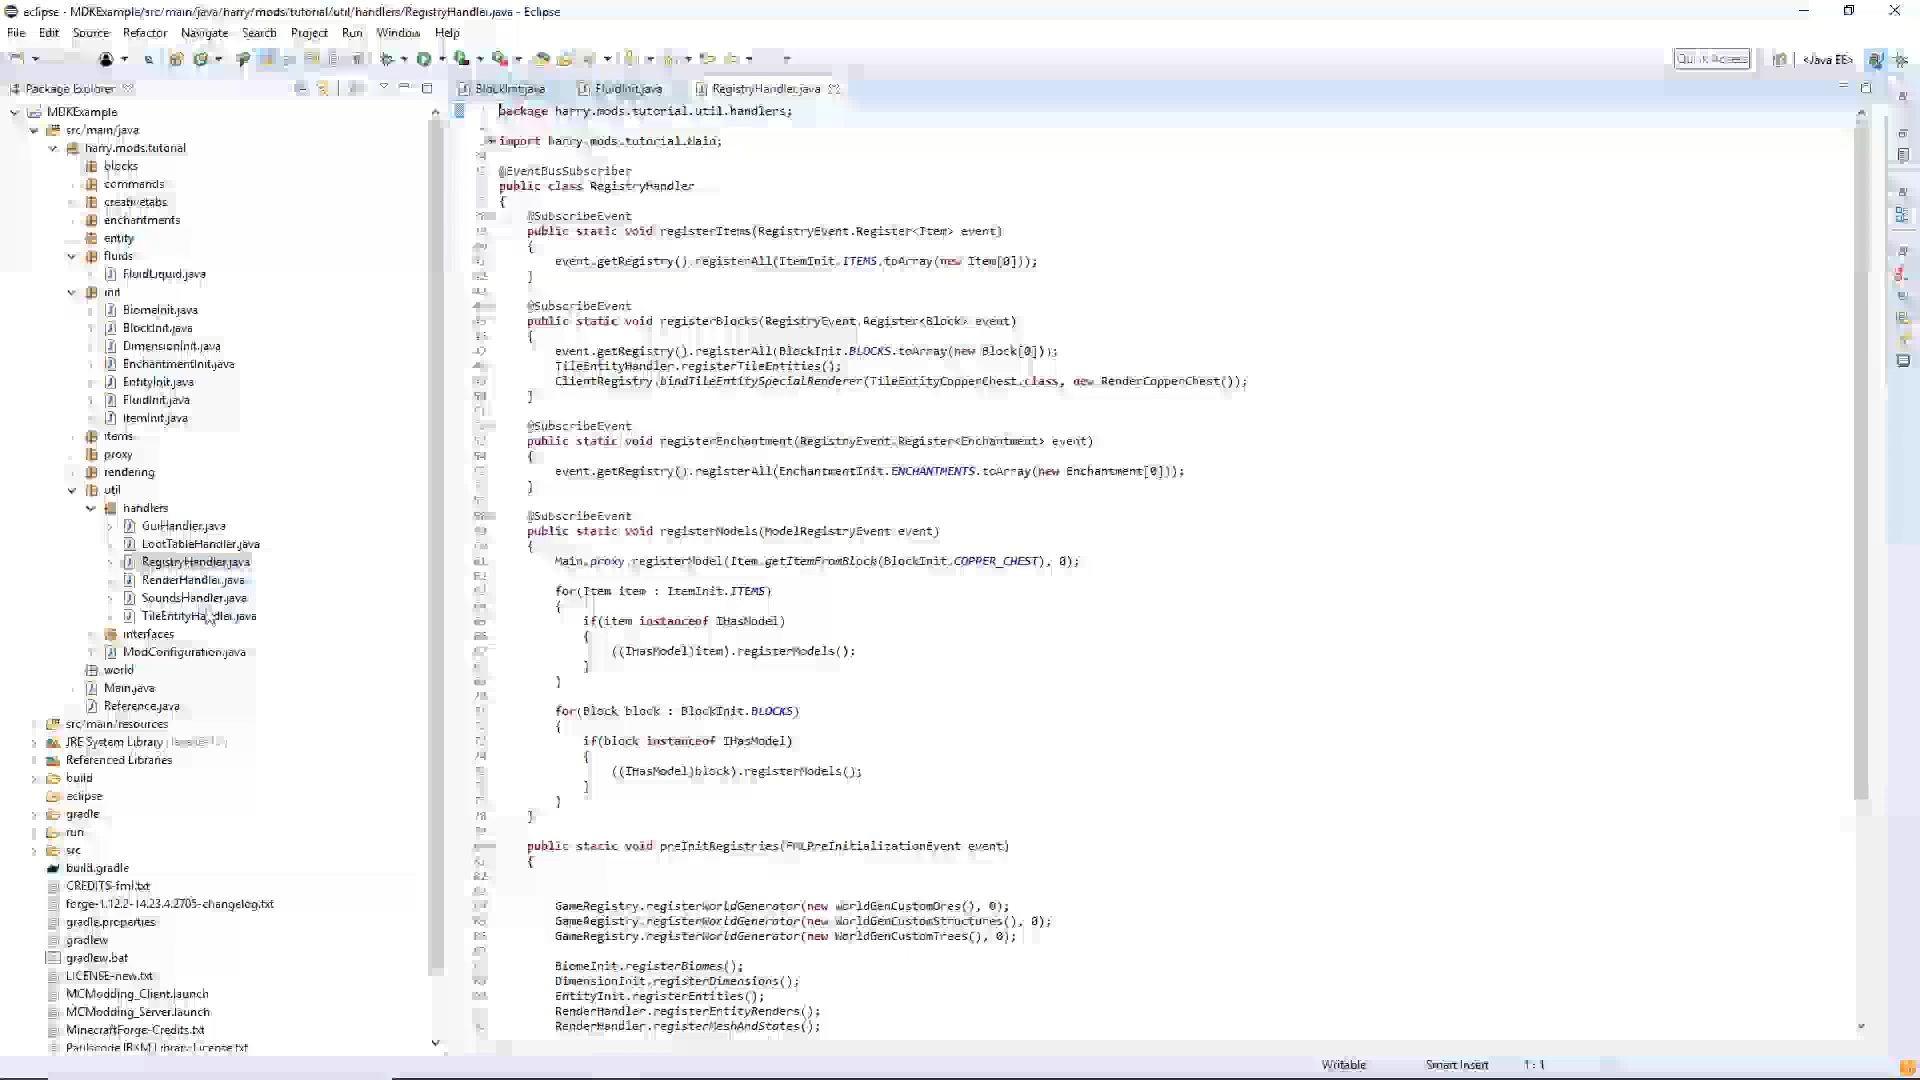 eclipse - MDKExample/src/main/java/harry/mods/tutorial/util/handlers/RegistryHandler.java - Eclipse
File Edit Source Refactor Navigate Search Project Run Window Help
Quick Access
<Java EE>
Package Explorer
BlockInit.java
FluidInit.java
RegistryHandler.java
MDKExample
src/main/java
harry.mods.tutorial
blocks
commands
creativetabs
enchantments
entity
fluids
FluidLiquid.java
init
BiomeInit.java
BlockInit.java
DimensionInit.java
EnchantmentInit.java
EntityInit.java
FluidInit.java
ItemInit.java
items
proxy
rendering
util
handlers
GuiHandler.java
LootTableHandler.java
RegistryHandler.java
RenderHandler.java
SoundsHandler.java
TileEntityHandler.java
interfaces
ModConfiguration.java
world
Main.java
Reference.java
src/main/resources
JRE System Library
Referenced Libraries
build
eclipse
gradle
run
src
build.gradle
CREDITS-fml.txt
forge-1.12.2-14.23.4.2705-changelog.txt
gradle.properties
gradlew
gradlew.bat
LICENSE-new.txt
MCModding_Client.launch
MCModding_Server.launch
MinecraftForge-Credits.txt
Paulscode IBXM Library License.txt
package harry.mods.tutorial.util.handlers;
import harry.mods.tutorial.Main;
@EventBusSubscriber
public class RegistryHandler
{
@SubscribeEvent
public static void registerItems(RegistryEvent.Register<Item> event)
{
event.getRegistry().registerAll(ItemInit.ITEMS.toArray(new Item[0]));
}
@SubscribeEvent
public static void registerBlocks(RegistryEvent.Register<Block> event)
{
event.getRegistry().registerAll(BlockInit.BLOCKS.toArray(new Block[0]));
TileEntityHandler.registerTileEntities();
ClientRegistry.bindTileEntitySpecialRenderer(TileEntityCopperChest.class, new RenderCopperChest());
}
@SubscribeEvent
public static void registerEnchantment(RegistryEvent.Register<Enchantment> event)
{
event.getRegistry().registerAll(EnchantmentInit.ENCHANTMENTS.toArray(new Enchantment[0]));
}
@SubscribeEvent
public static void registerModels(ModelRegistryEvent event)
{
Main.proxy.registerModel(Item.getItemFromBlock(BlockInit.COPPER_CHEST), 0);
for(Item item : ItemInit.ITEMS)
{
if(item instanceof IHasModel)
{
((IHasModel)item).registerModels();
}
}
for(Block block : BlockInit.BLOCKS)
{
if(block instanceof IHasModel)
{
((IHasModel)block).registerModels();
}
}
}
public static void preInitRegistries(FMLPreInitializationEvent event)
{
GameRegistry.registerWorldGenerator(new WorldGenCustomOres(), 0);
GameRegistry.registerWorldGenerator(new WorldGenCustomStructures(), 0);
GameRegistry.registerWorldGenerator(new WorldGenCustomTrees(), 0);
BiomeInit.registerBiomes();
DimensionInit.registerDimensions();
EntityInit.registerEntities();
RenderHandler.registerEntityRenders();
RenderHandler.registerMeshAndStates();
Writable
Smart Insert
1 : 1